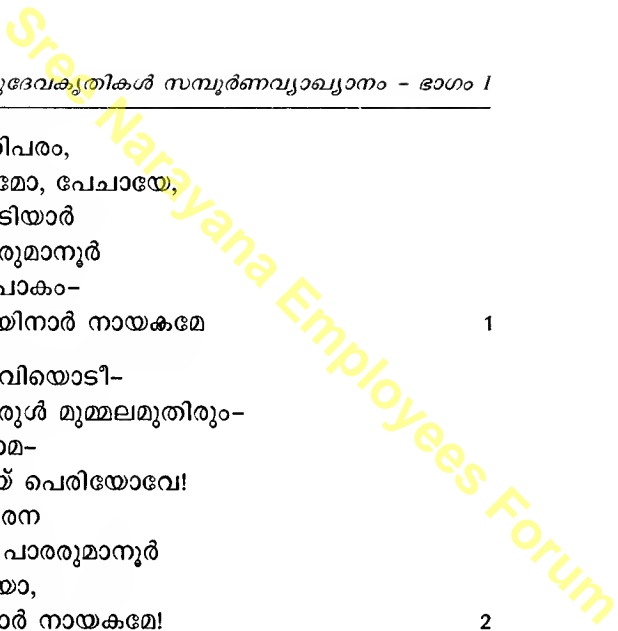 ുദേവകൃതികൾ സമ്പൂർണവ്യാഖ്യാനം – ഭാഗം I
ിപരം,
മോ, പേചായേ,
ടിയാർ
രുമാനൂർ
പാകം–
യിനാർ നായകമേ 1
വിയൊടീ–
രുൾ മുമ്മലമുതിരും–
ാമ–
യ് പെരിയോവേ!
രന
പാരരുമാനൂർ
യാ,
ാർ നായകമേ! 2
Sree Narayana Employees Forum